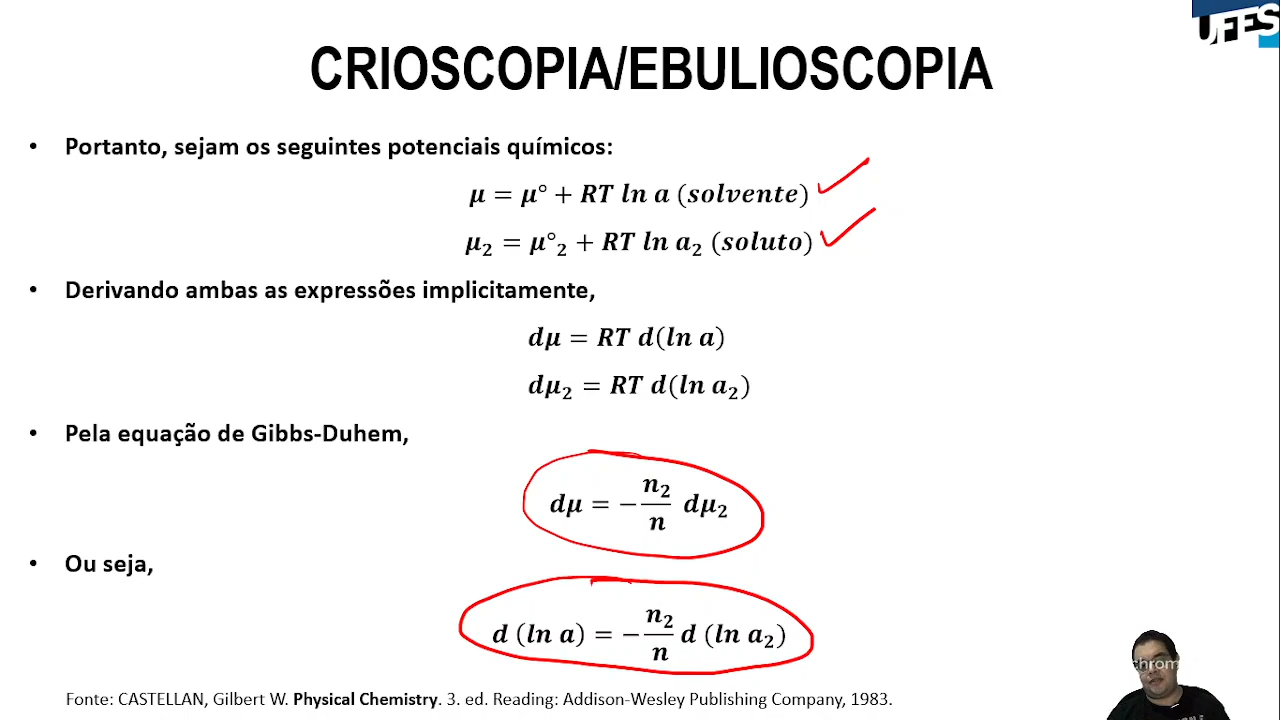 UFES
CRIOSCOPIA/EBULIOSCOPIA
• Portanto, sejam os seguintes potenciais químicos:
μ = μ° + RT ln a (solvente)
μ₂ = μ°₂ + RT ln a₂ (soluto)
• Derivando ambas as expressões implicitamente,
dμ = RT d(ln a)
dμ₂ = RT d(ln a₂)
• Pela equação de Gibbs-Duhem,
dμ = − n₂/n dμ₂
• Ou seja,
d (ln a) = − n₂/n d (ln a₂)
chrom
Fonte: CASTELLAN, Gilbert W. Physical Chemistry. 3. ed. Reading: Addison-Wesley Publishing Company, 1983.